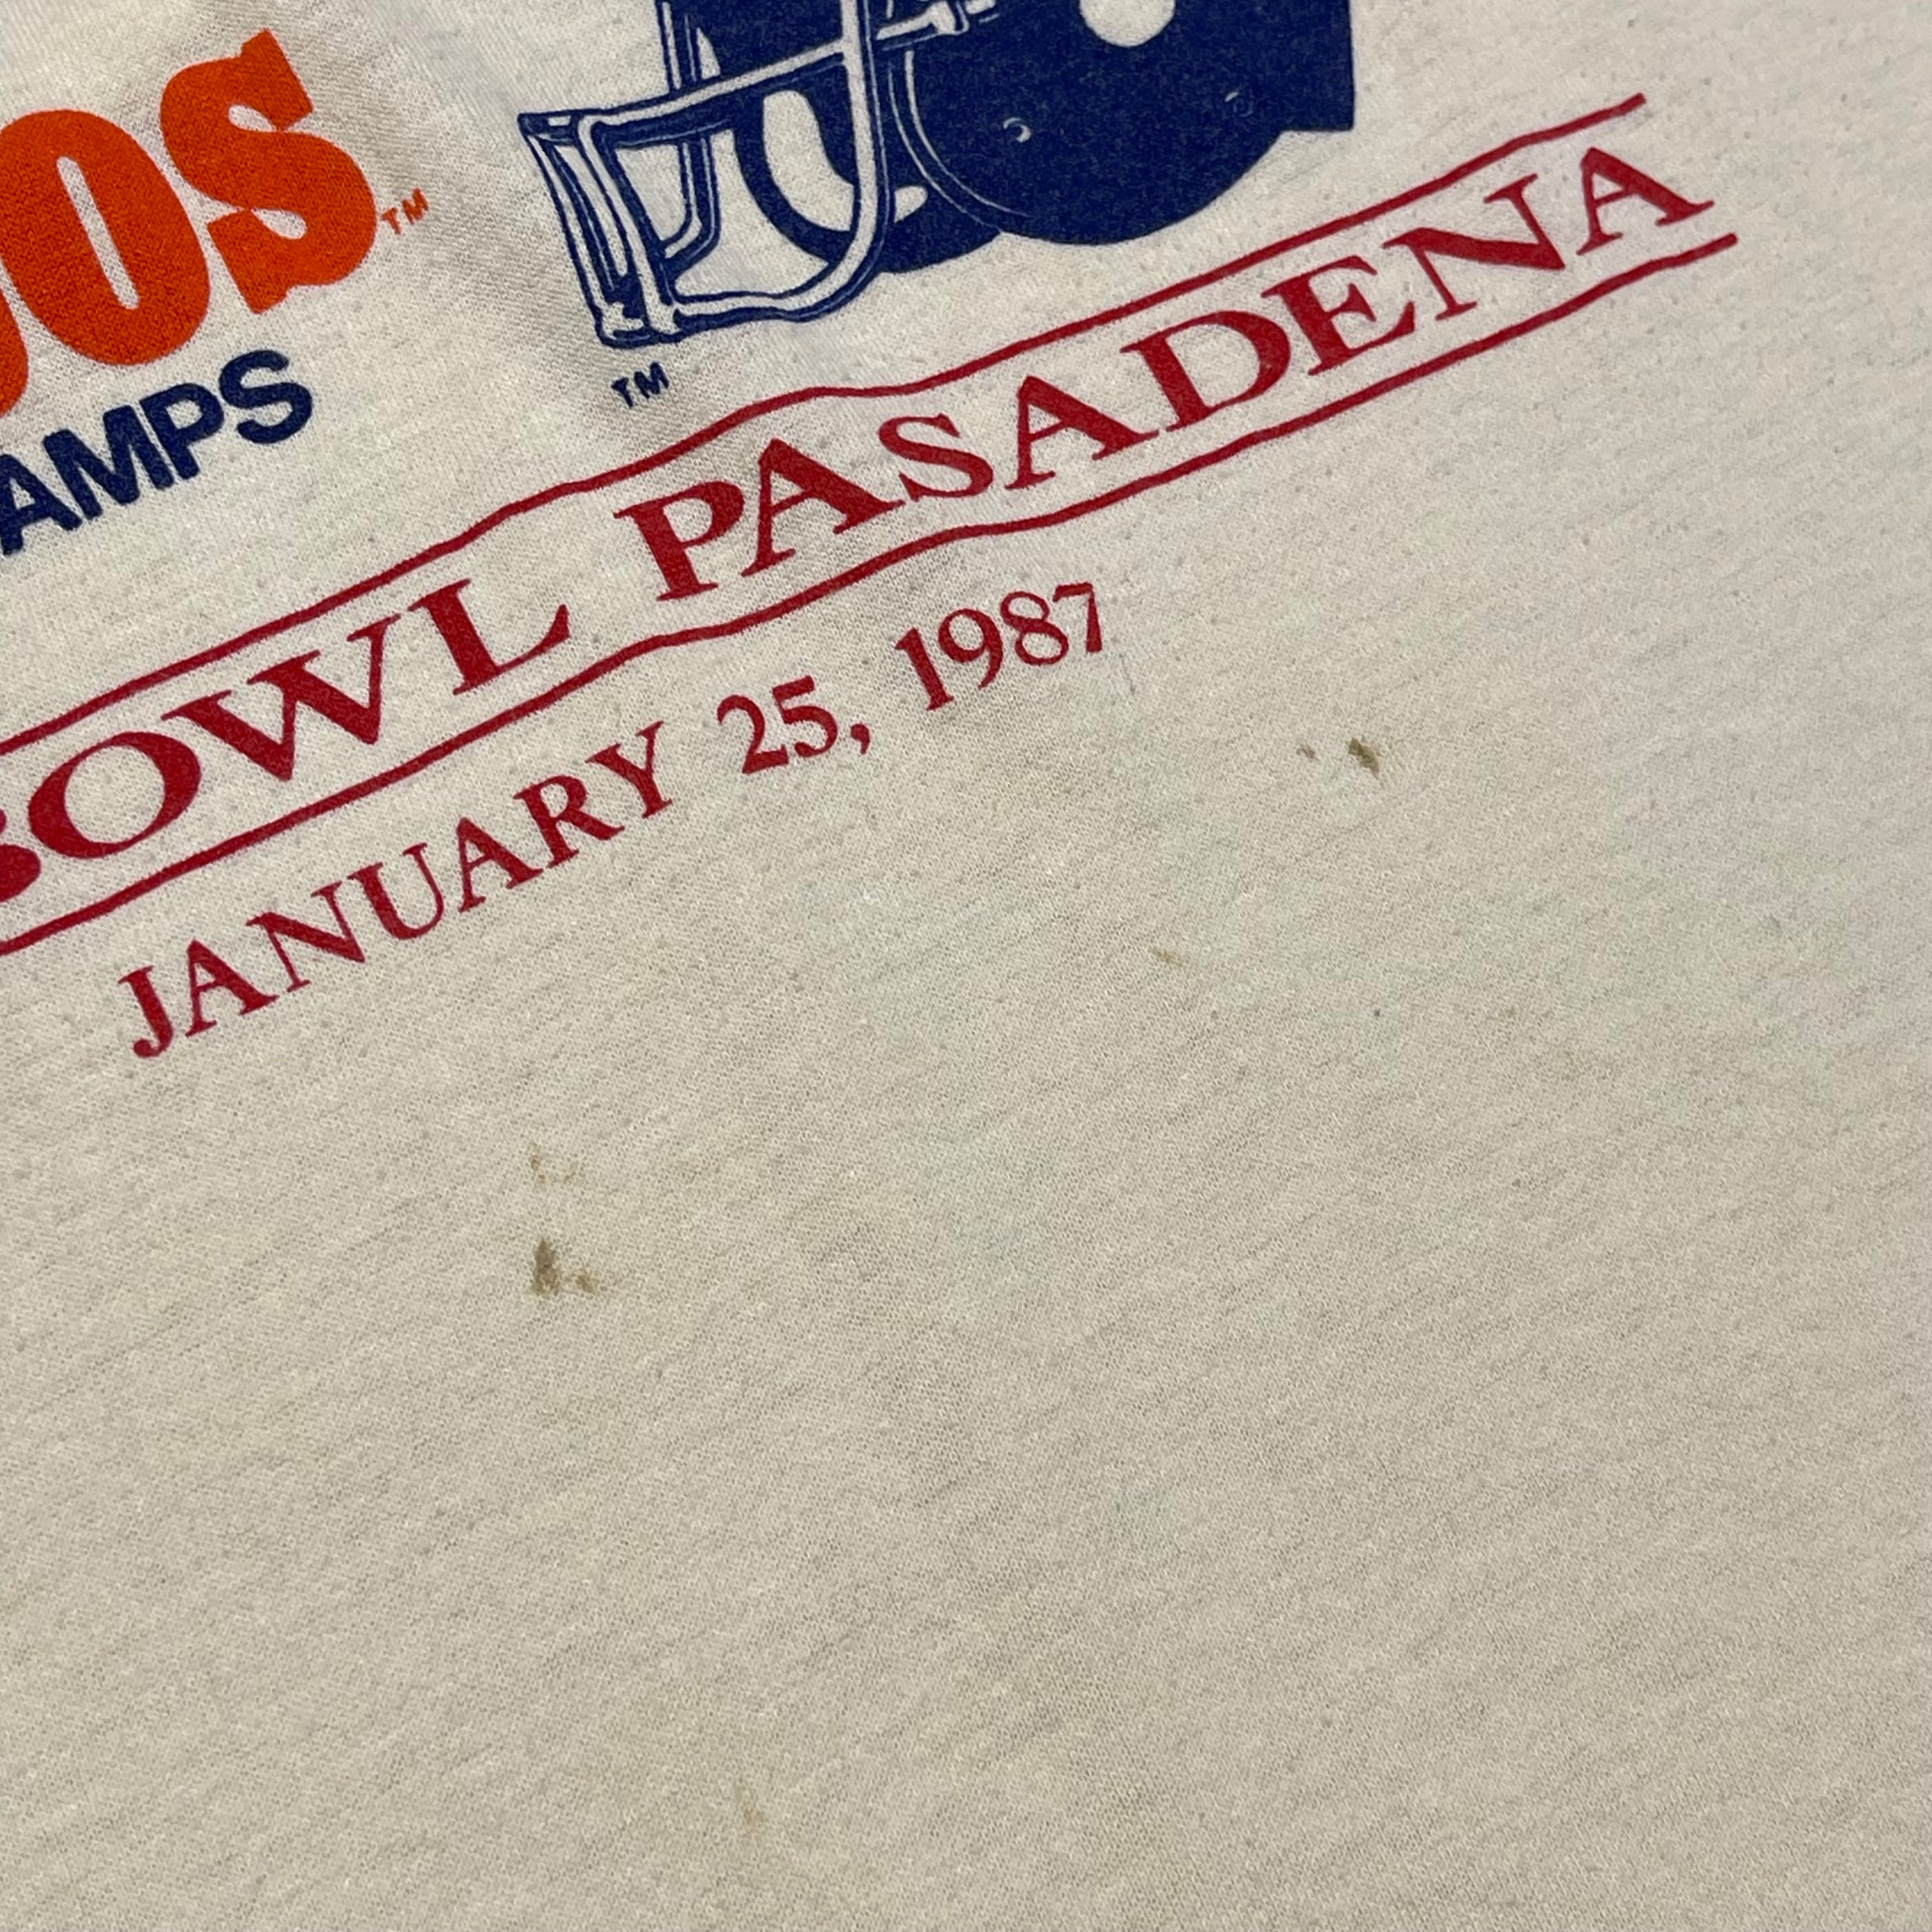 OS™
AMPS
™
BOWL PASADENA
JANUARY 25, 1987